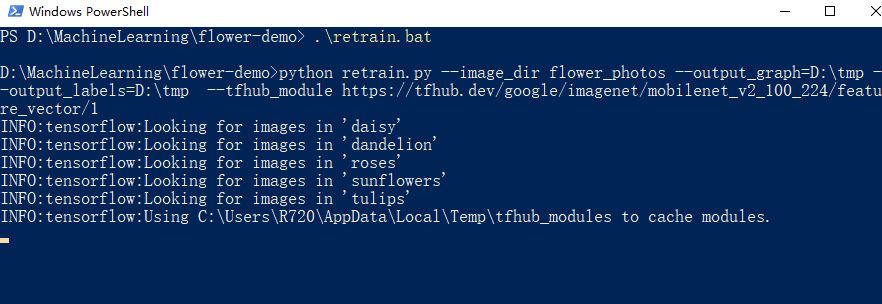 Windows PowerShell
PS D:\MachineLearning\flower-demo> .\retrain.bat
D:\MachineLearning\flower-demo>python retrain.py --image_dir flower_photos --output_graph=D:\tmp -
-output_labels=D:\tmp  --tfhub_module https://tfhub.dev/google/imagenet/mobilenet_v2_100_224/featu
re_vector/1
INFO:tensorflow:Looking for images in 'daisy'
INFO:tensorflow:Looking for images in 'dandelion'
INFO:tensorflow:Looking for images in 'roses'
INFO:tensorflow:Looking for images in 'sunflowers'
INFO:tensorflow:Looking for images in 'tulips'
INFO:tensorflow:Using C:\Users\R720\AppData\Local\Temp\tfhub_modules to cache modules.